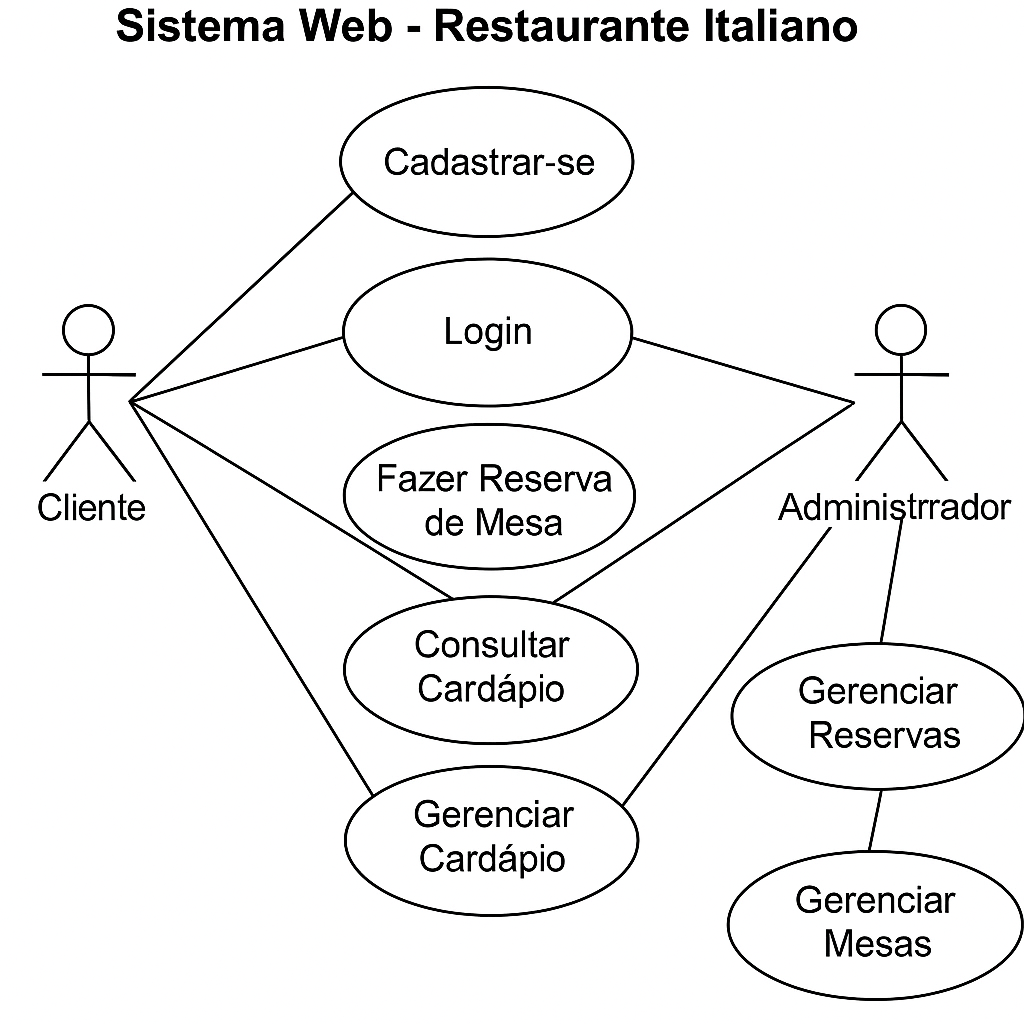 Sistema Web - Restaurante Italiano
Cadastrar-se
Login
Fazer Reserva
de Mesa
Cliente
Administrrador
Consultar
Cardápio
Gerenciar
Reservas
Gerenciar
Cardápio
Gerenciar
Mesas